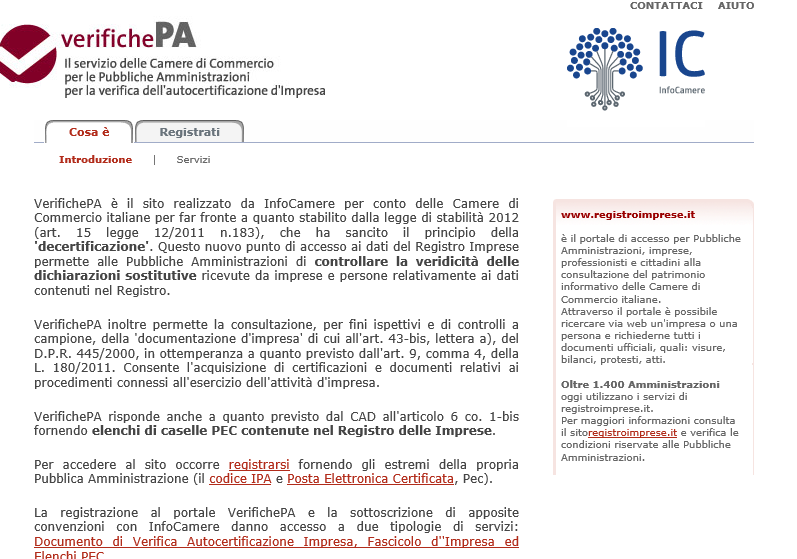 CONTATTACI AIUTO
verifichePA
Il servizio delle Camere di Commercio
per le Pubbliche Amministrazioni
per la verifica dell'autocertificazione d'Impresa
IC
InfoCamere
Cosa è Registrati
Introduzione | Servizi
VerifichePA è il sito realizzato da InfoCamere per conto delle Camere di
Commercio italiane per far fronte a quanto stabilito dalla legge di stabilità 2012
(art. 15 legge 12/2011 n.183), che ha sancito il principio della
'decertificazione'. Questo nuovo punto di accesso ai dati del Registro Imprese
permette alle Pubbliche Amministrazioni di controllare la veridicità delle
dichiarazioni sostitutive ricevute da imprese e persone relativamente ai dati
contenuti nel Registro.
VerifichePA inoltre permette la consultazione, per fini ispettivi e di controlli a
campione, della 'documentazione d'impresa' di cui all'art. 43-bis, lettera a), del
D.P.R. 445/2000, in ottemperanza a quanto previsto dall'art. 9, comma 4, della
L. 180/2011. Consente l'acquisizione di certificazioni e documenti relativi ai
procedimenti connessi all'esercizio dell'attività d'impresa.
VerifichePA risponde anche a quanto previsto dal CAD all'articolo 6 co. 1-bis
fornendo elenchi di caselle PEC contenute nel Registro delle Imprese.
Per accedere al sito occorre registrarsi fornendo gli estremi della propria
Pubblica Amministrazione (il codice IPA e Posta Elettronica Certificata, Pec).
La registrazione al portale VerifichePA e la sottoscrizione di apposite
convenzioni con InfoCamere danno accesso a due tipologie di servizi:
Documento di Verifica Autocertificazione Impresa, Fascicolo d''Impresa ed
Elenchi PEC
www.registroimprese.it
è il portale di accesso per Pubbliche
Amministrazioni, imprese,
professionisti e cittadini alla
consultazione del patrimonio
informativo delle Camere di
Commercio italiane.
Attraverso il portale è possibile
ricercare via web un'impresa o una
persona e richiederne tutti i
documenti ufficiali, quali: visure,
bilanci, protesti, atti.
Oltre 1.400 Amministrazioni
oggi utilizzano i servizi di
registroimprese.it.
Per maggiori informazioni consulta
il sitoregistroimprese.it e verifica le
condizioni riservate alle Pubbliche
Amministrazioni.